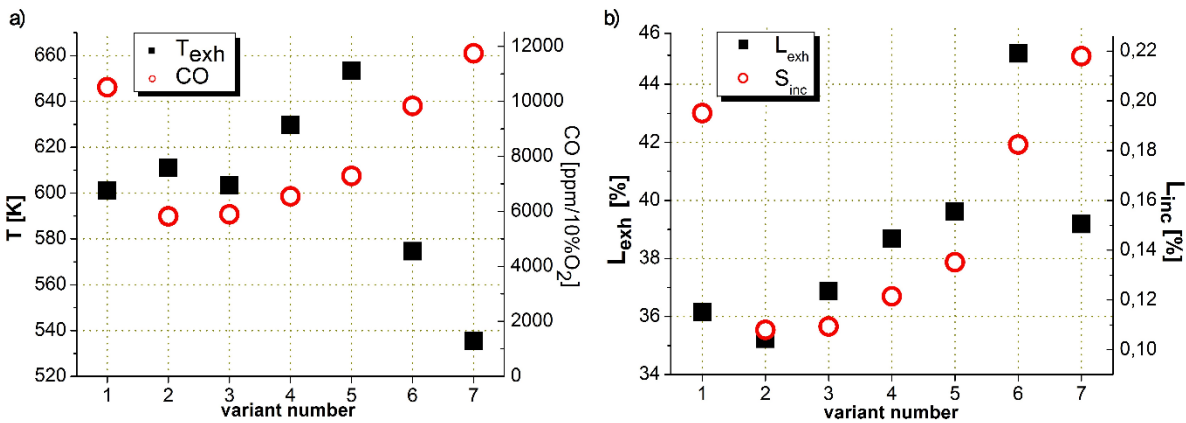 a)
T_exh
CO
660
640
620
600
580
560
540
520
T [K]
12000
10000
8000
6000
4000
2000
0
CO [ppm/10%O₂]
1 2 3 4 5 6 7
variant number
b)
L_exh
S_inc
46
44
42
40
38
36
34
L_exh [%]
0,22
0,20
0,18
0,16
0,14
0,12
0,10
L_inc [%]
1 2 3 4 5 6 7
variant number